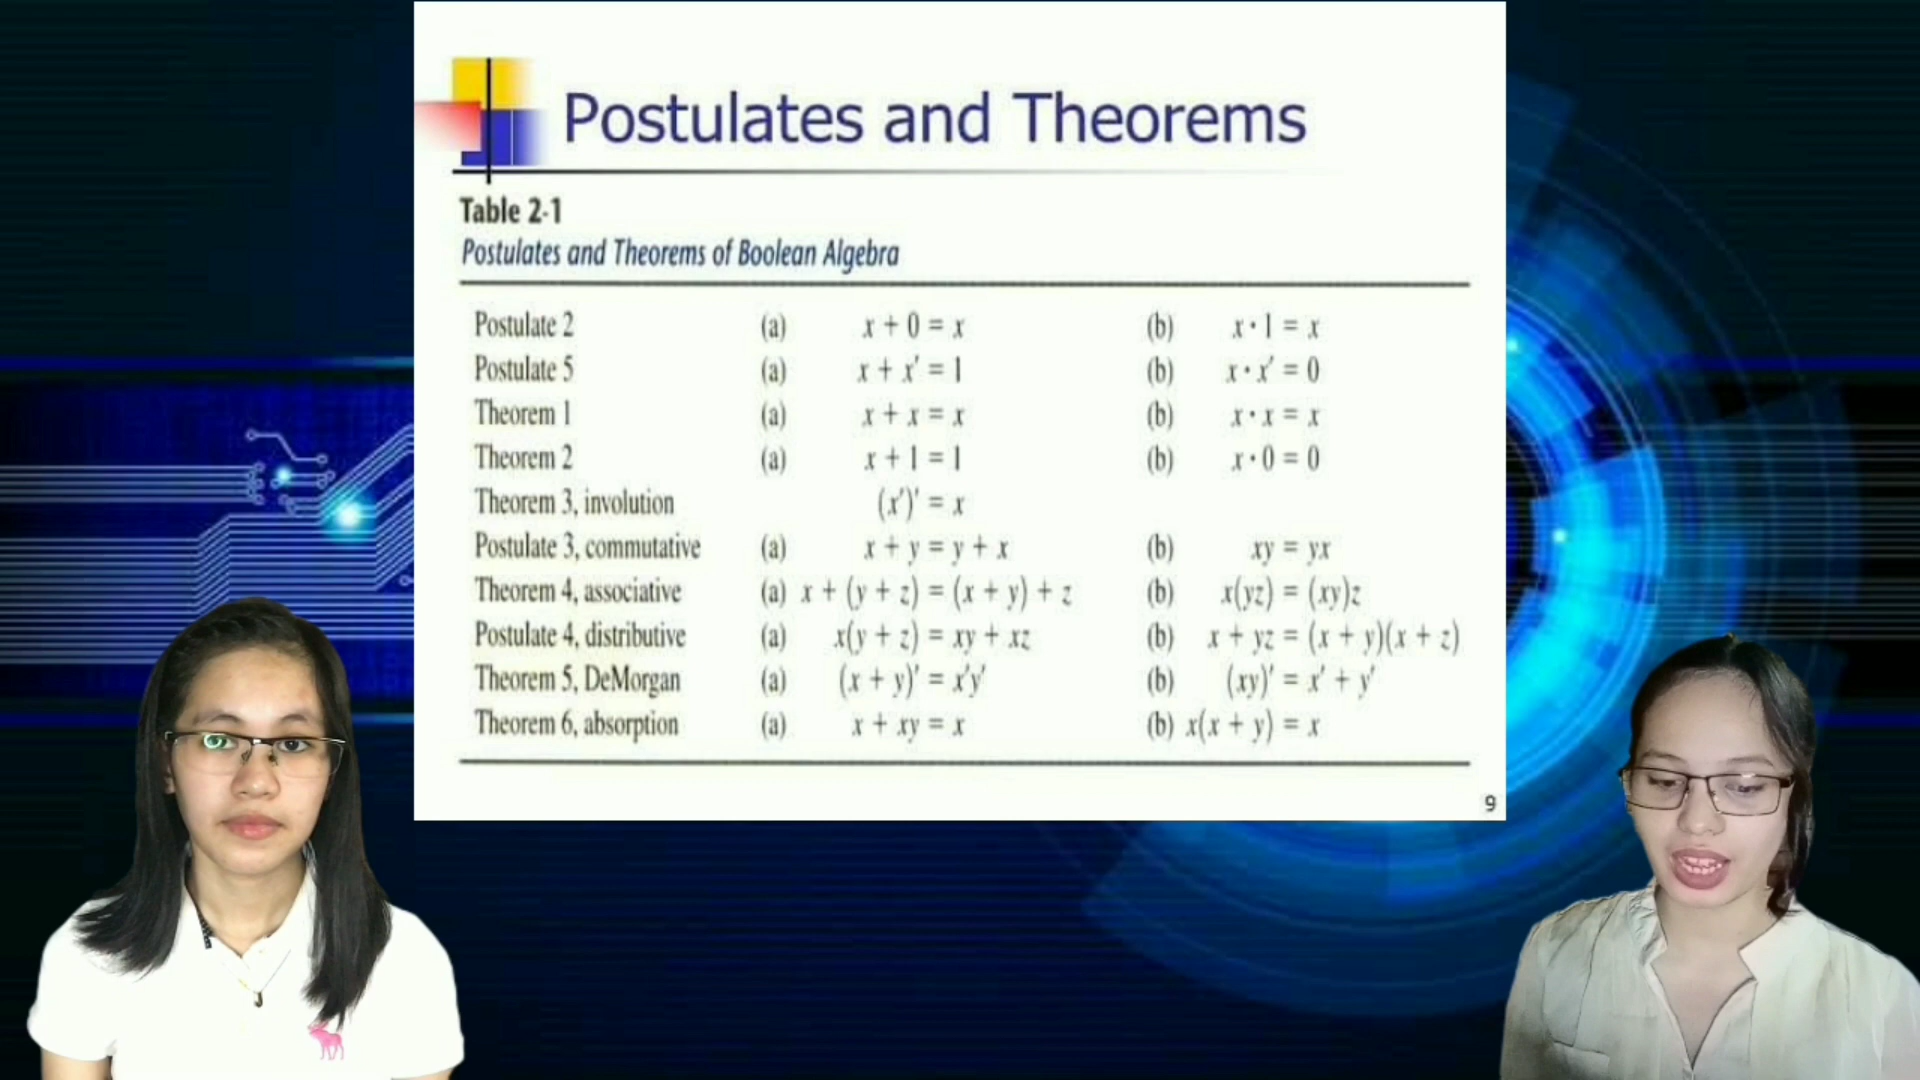 Postulates and Theorems
Table 2-1
Postulates and Theorems of Boolean Algebra
Postulate 2 (a) x + 0 = x (b) x · 1 = x
Postulate 5 (a) x + x′ = 1 (b) x · x′ = 0
Theorem 1 (a) x + x = x (b) x · x = x
Theorem 2 (a) x + 1 = 1 (b) x · 0 = 0
Theorem 3, involution (x′)′ = x
Postulate 3, commutative (a) x + y = y + x (b) xy = yx
Theorem 4, associative (a) x + (y + z) = (x + y) + z (b) x(yz) = (xy)z
Postulate 4, distributive (a) x(y + z) = xy + xz (b) x + yz = (x + y)(x + z)
Theorem 5, DeMorgan (a) (x + y)′ = x′y′ (b) (xy)′ = x′ + y′
Theorem 6, absorption (a) x + xy = x (b) x(x + y) = x
9